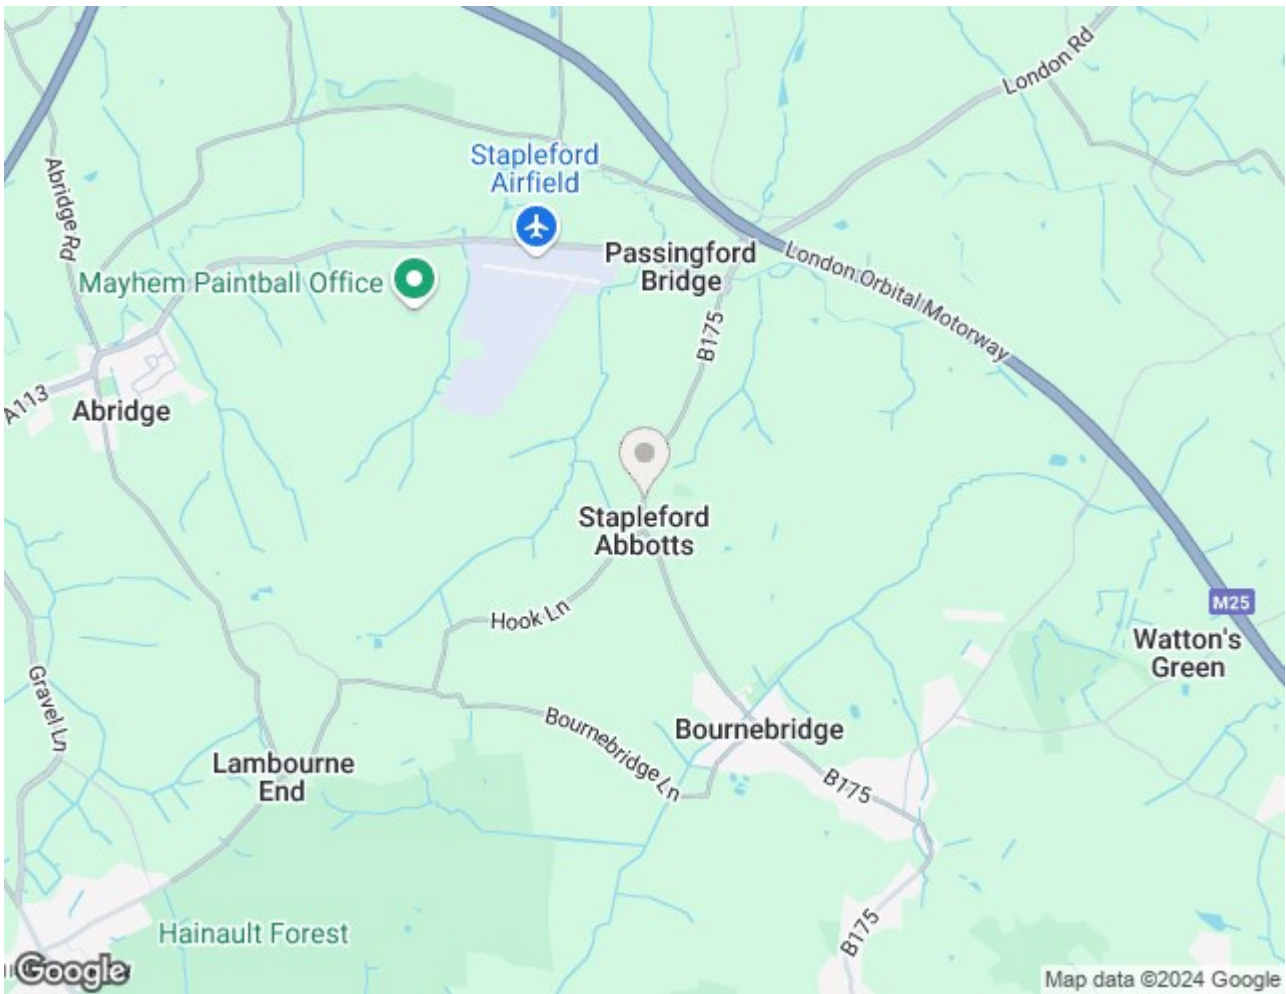 London Rd
Abridge Rd
Stapleford
Airfield
Passingford
Bridge
London Orbital Motorway
Mayhem Paintball Office
B175
A113
Abridge
Stapleford
Abbotts
M25
Hook Ln
Watton's
Green
Gravel Ln
Bournebridge Ln
Bournebridge
Lambourne
End
B175
Hainault Forest
B175
Google
Map data ©2024 Google